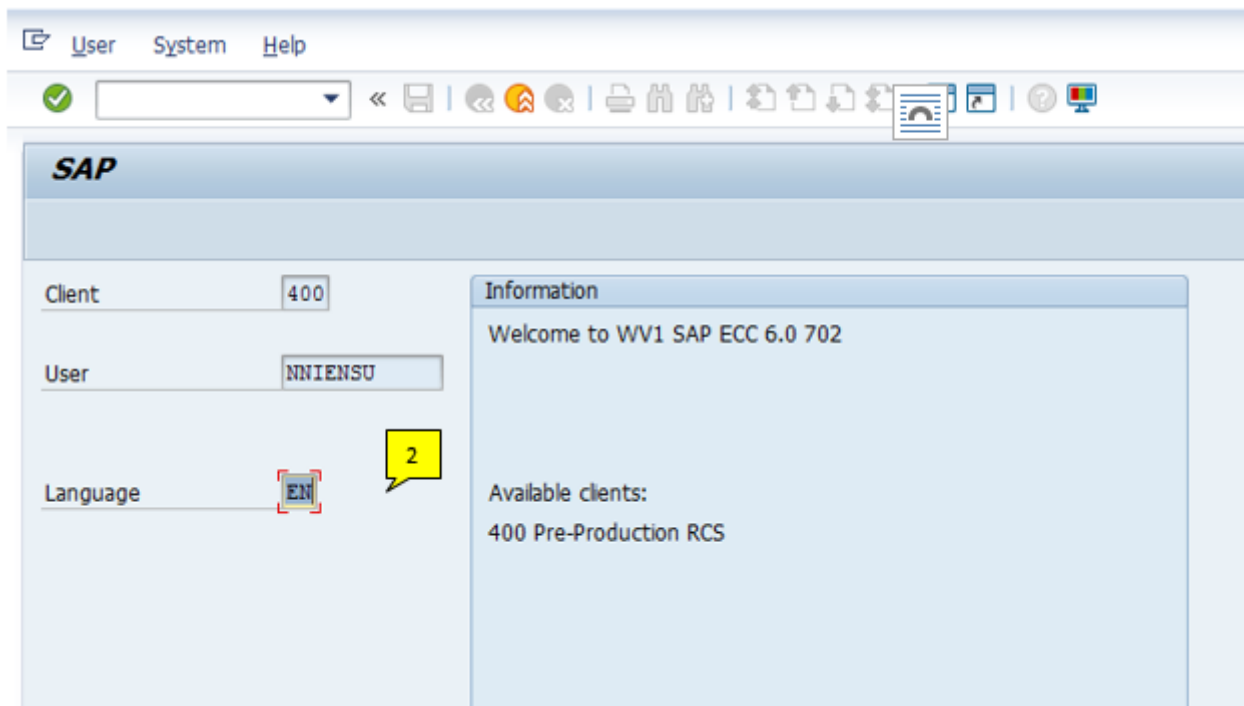 User System Help
SAP
Client 400
Information
Welcome to WV1 SAP ECC 6.0 702
User NNIENSU
2
Language EN
Available clients:
400 Pre-Production RCS